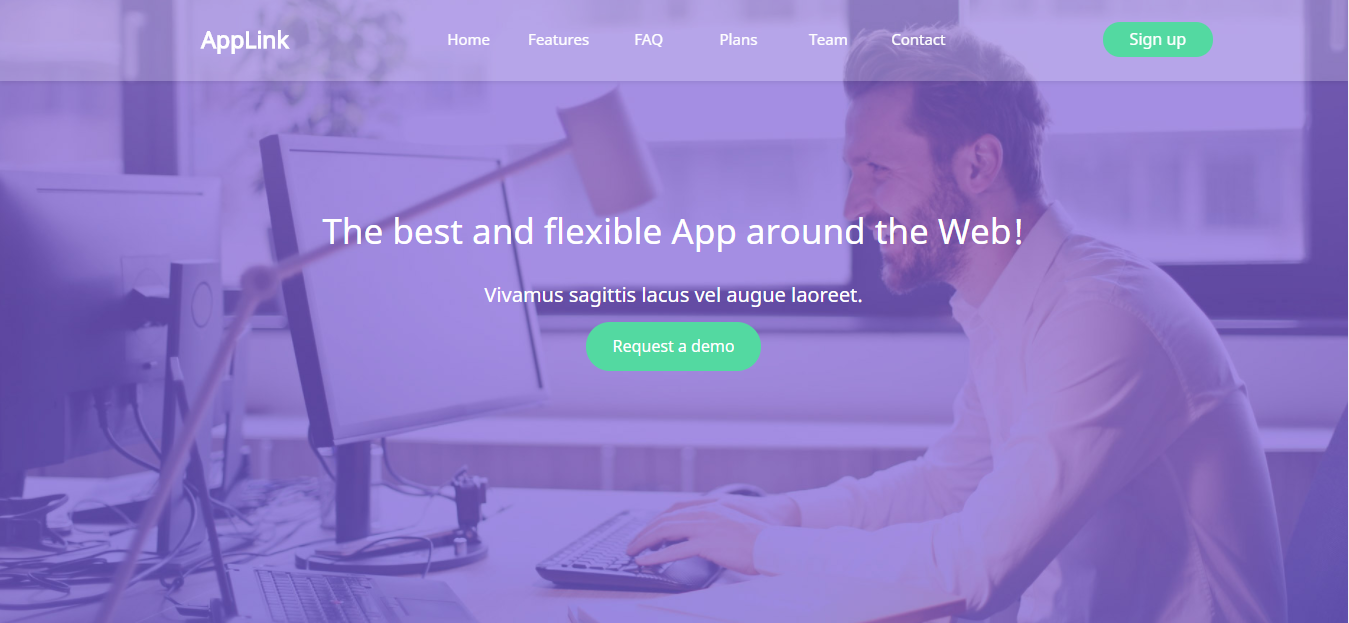 AppLink
Home Features FAQ Plans Team Contact
Sign up
The best and flexible App around the Web!
Vivamus sagittis lacus vel augue laoreet.
Request a demo